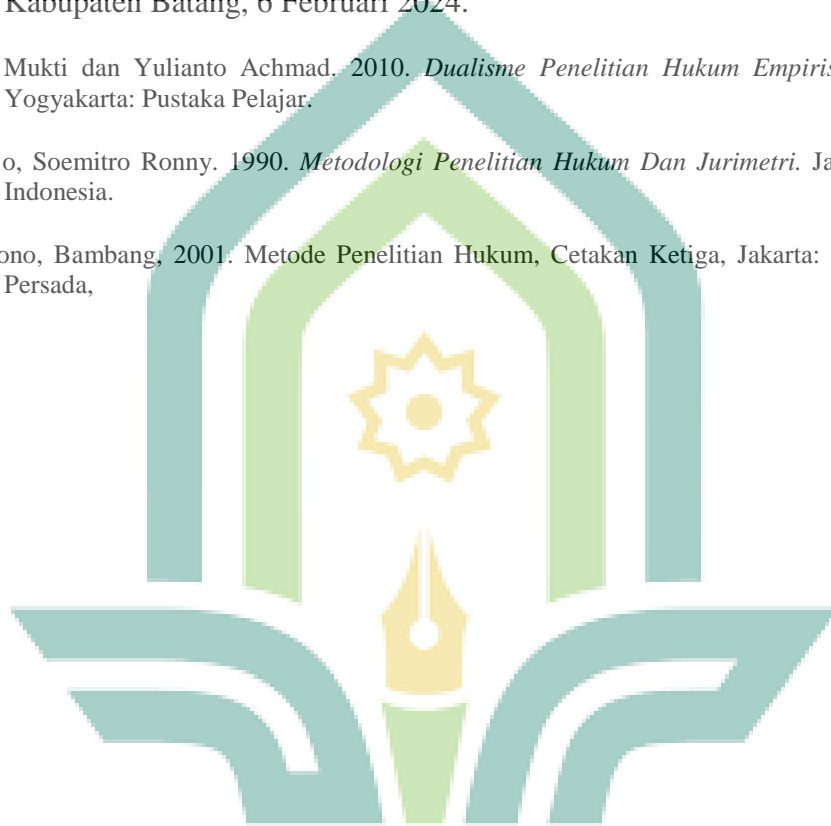 Kabupaten Batang, 6 Februari 2024.
Mukti dan Yulianto Achmad. 2010. Dualisme Penelitian Hukum Empiris
Yogyakarta: Pustaka Pelajar.
o, Soemitro Ronny. 1990. Metodologi Penelitian Hukum Dan Jurimetri. Ja
Indonesia.
ono, Bambang, 2001. Metode Penelitian Hukum, Cetakan Ketiga, Jakarta:
Persada,